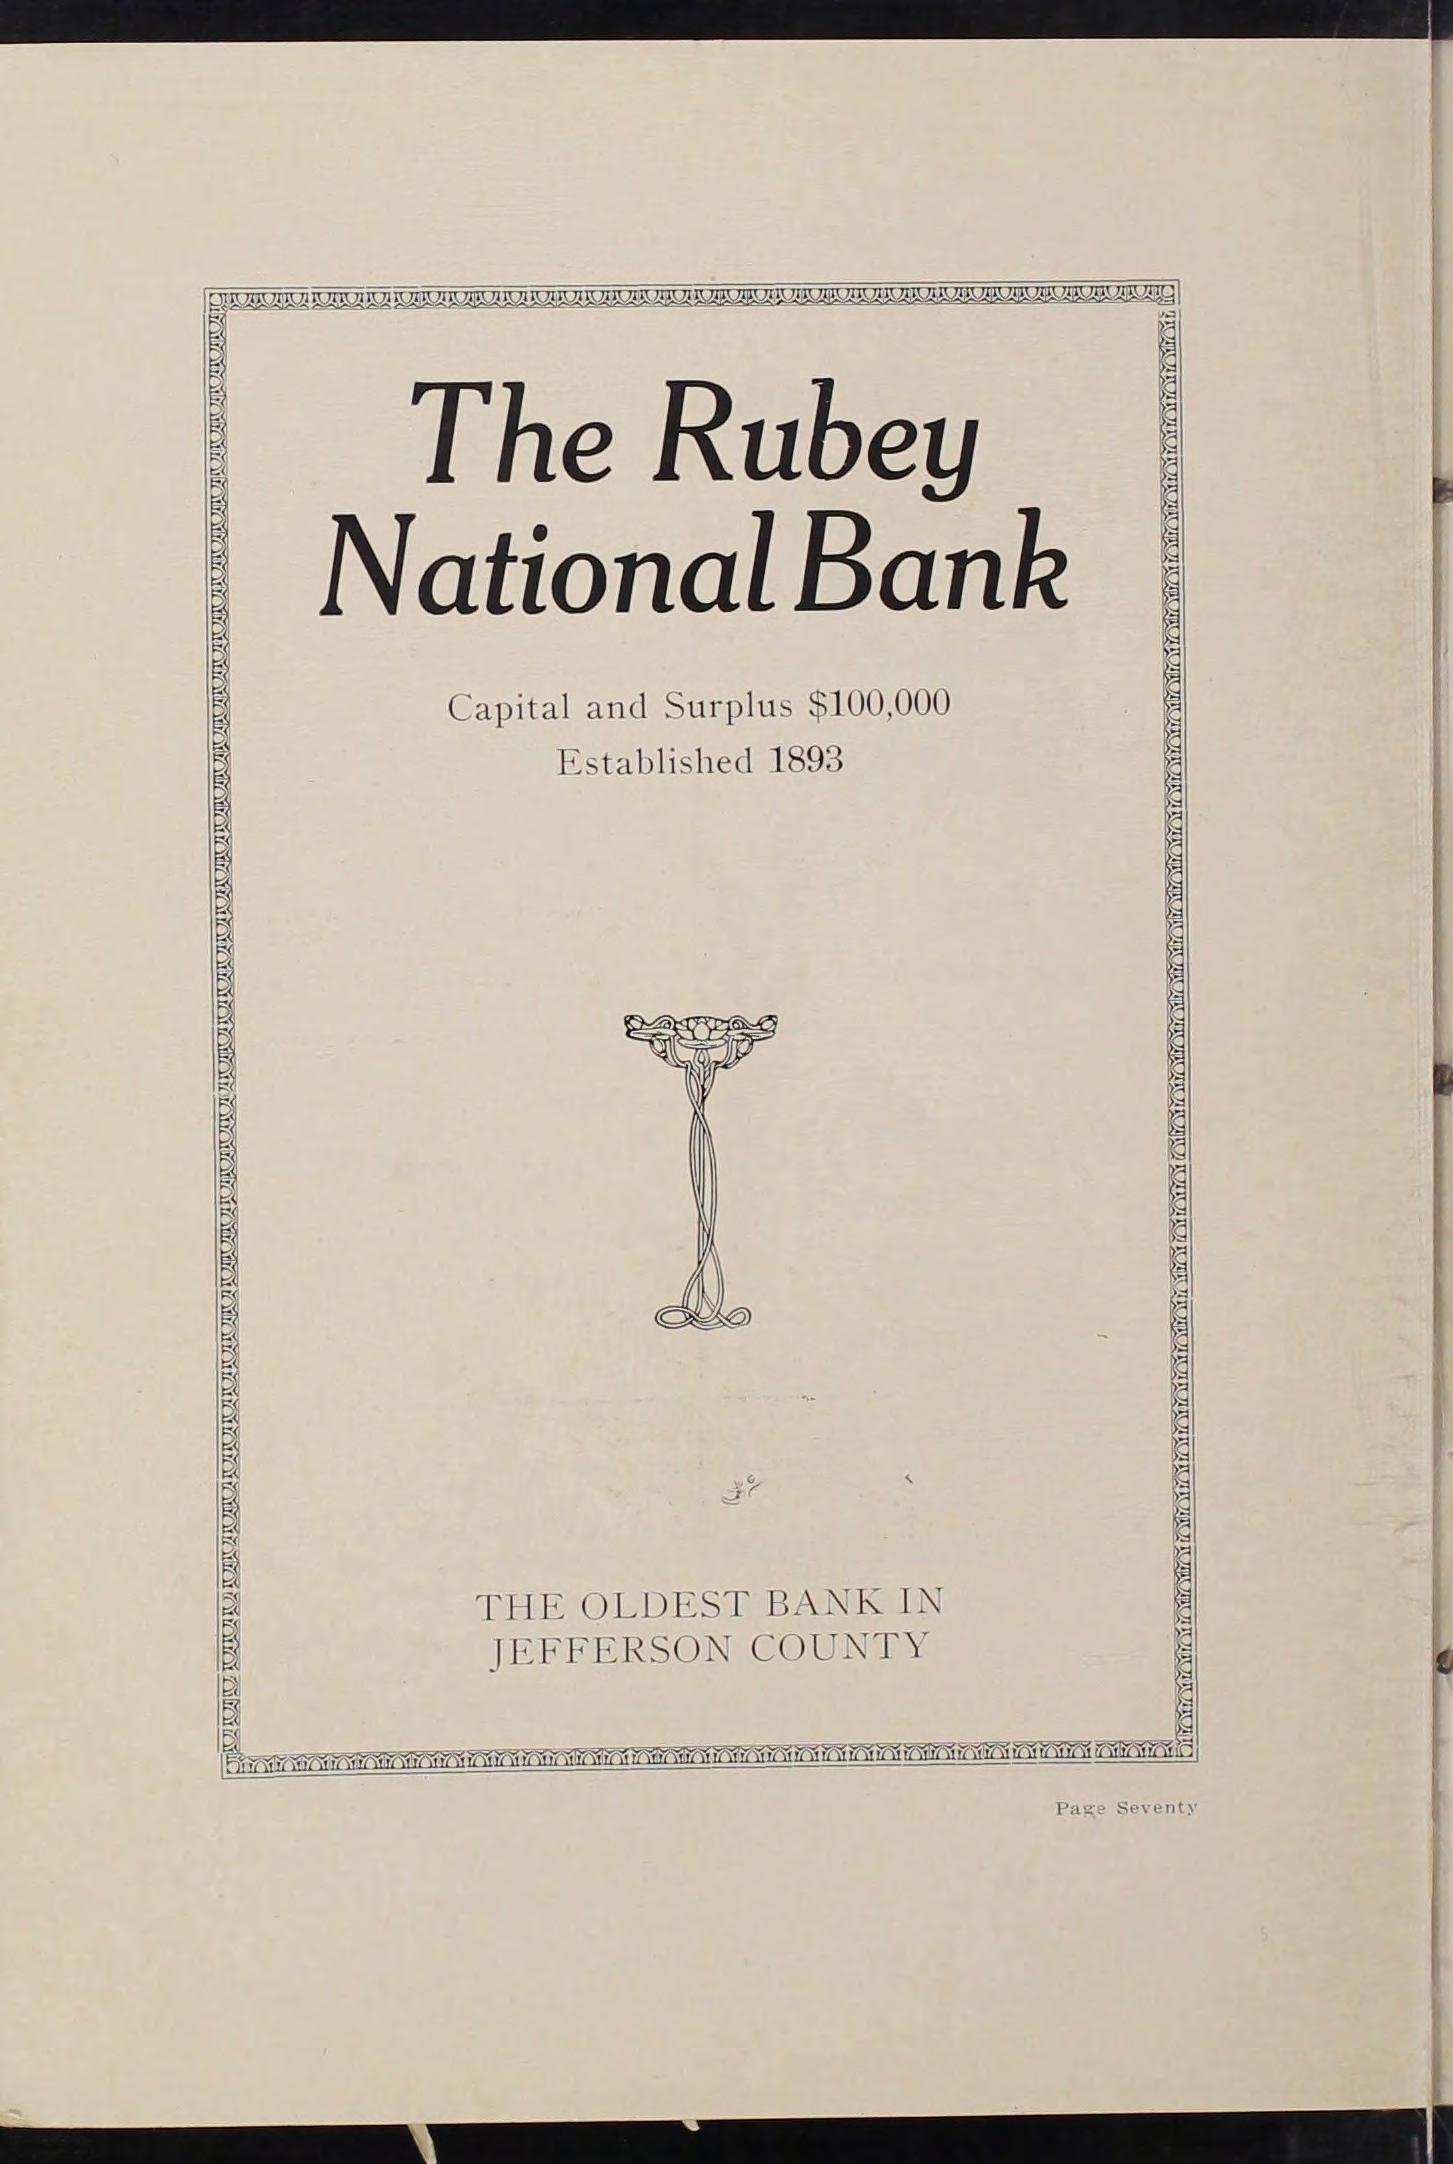 The Rubey
National Bank
Capital and Surplus $100,000
Established 1893
THE OLDEST BANK IN
JEFFERSON COUNTY
Page Seventy